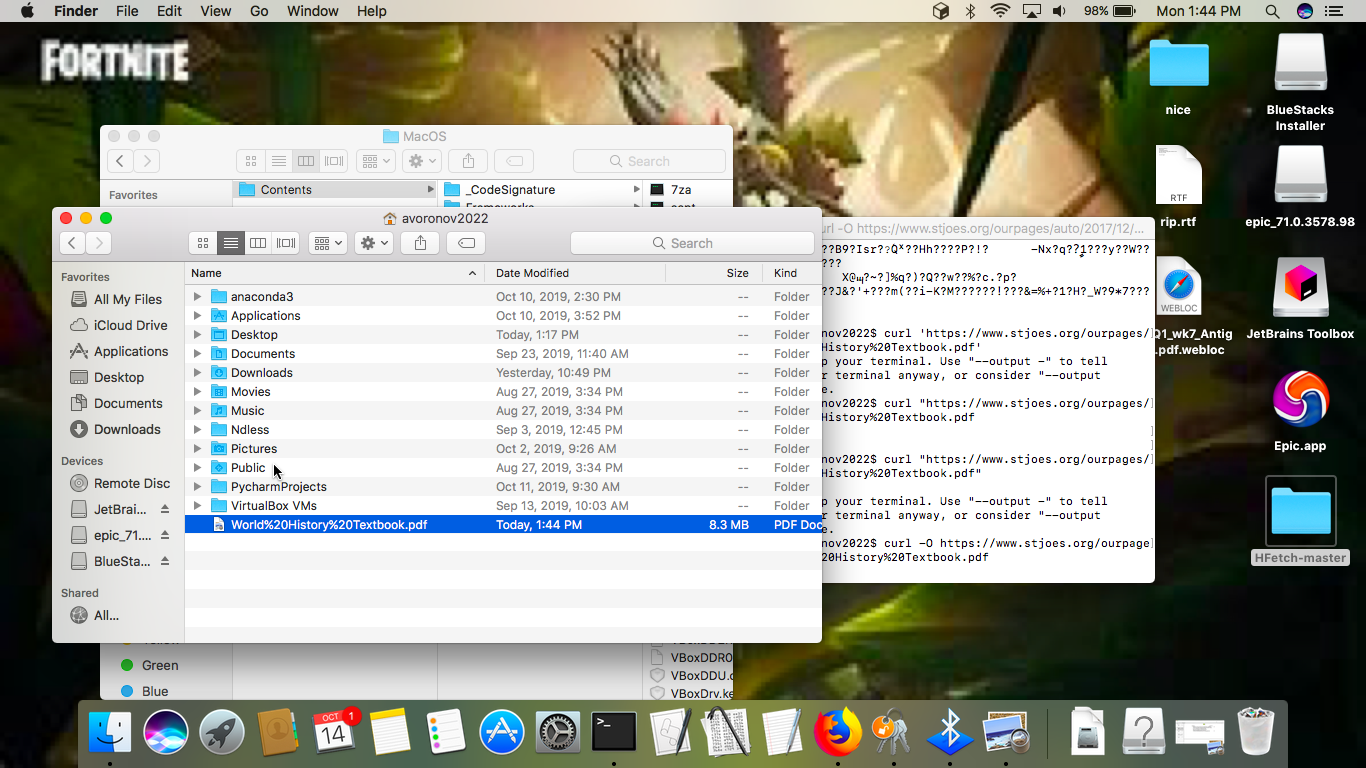 Finder File Edit View Go Window Help 98% Mon 1:44 PM
FORTNITE
nice
BlueStacks
Installer
RTF
rip.rtf
epic_71.0.3578.98
WEBLOC
Q1_wk7_Antig
.pdf.webloc
JetBrains Toolbox
Epic.app
HFetch-master
MacOS
Search
Favorites
Contents
_CodeSignature
7za
avoronov2022
Search
Favorites
All My Files
iCloud Drive
Applications
Desktop
Documents
Downloads
Devices
Remote Disc
JetBrai...
epic_71....
BlueSta...
Shared
All...
Name Date Modified Size Kind
anaconda3 Oct 10, 2019, 2:30 PM -- Folder
Applications Oct 10, 2019, 3:52 PM -- Folder
Desktop Today, 1:17 PM -- Folder
Documents Sep 23, 2019, 11:40 AM -- Folder
Downloads Yesterday, 10:49 PM -- Folder
Movies Aug 27, 2019, 3:34 PM -- Folder
Music Aug 27, 2019, 3:34 PM -- Folder
Ndless Sep 3, 2019, 12:45 PM -- Folder
Pictures Oct 2, 2019, 9:26 AM -- Folder
Public Aug 27, 2019, 3:34 PM -- Folder
PycharmProjects Oct 11, 2019, 9:30 AM -- Folder
VirtualBox VMs Sep 13, 2019, 10:03 AM -- Folder
World%20History%20Textbook.pdf Today, 1:44 PM 8.3 MB PDF Doc
url -O https://www.stjoes.org/ourpages/auto/2017/12/...
nov2022$ curl 'https://www.stjoes.org/ourpages/]
%20History%20Textbook.pdf'
p your terminal. Use "--output -" to tell
r terminal anyway, or consider "--output
e.
nov2022$ curl "https://www.stjoes.org/ourpages/]
%20History%20Textbook.pdf
]
]
nov2022$ curl "https://www.stjoes.org/ourpages/]
%20History%20Textbook.pdf"
p your terminal. Use "--output -" to tell
r terminal anyway, or consider "--output
e.
nov2022$ curl -O https://www.stjoes.org/ourpage]
%20History%20Textbook.pdf
Green
Blue
VBoxDDR0
VBoxDDU.
VBoxDrv.ke
OCT
14
1